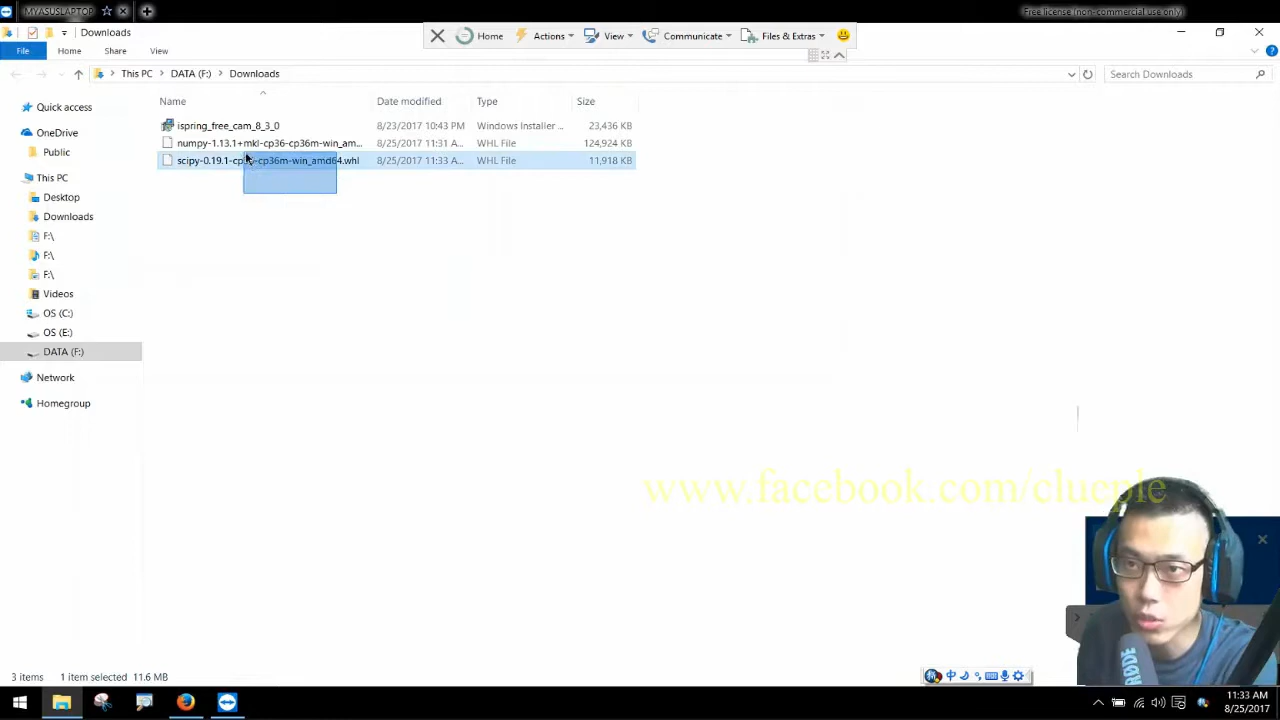 MYASUSLAPTOP
Free license (non-commercial use only)
Downloads
Home
Actions
View
Communicate
Files & Extras
File
Home
Share
View
This PC
DATA (F:)
Downloads
Search Downloads
Name
Date modified
Type
Size
ispring_free_cam_8_3_0
8/23/2017 10:43 PM
Windows Installer ...
23,436 KB
numpy-1.13.1+mkl-cp36-cp36m-win_am...
8/25/2017 11:31 A...
WHL File
124,924 KB
scipy-0.19.1-cp36-cp36m-win_amd64.whl
8/25/2017 11:33 A...
WHL File
11,918 KB
Quick access
OneDrive
Public
This PC
Desktop
Downloads
F:\
F:\
F:\
Videos
OS (C:)
OS (E:)
DATA (F:)
Network
Homegroup
www.facebook.com/clucple
RØDE
3 items
1 item selected 11.6 MB
中
11:33 AM
8/25/2017